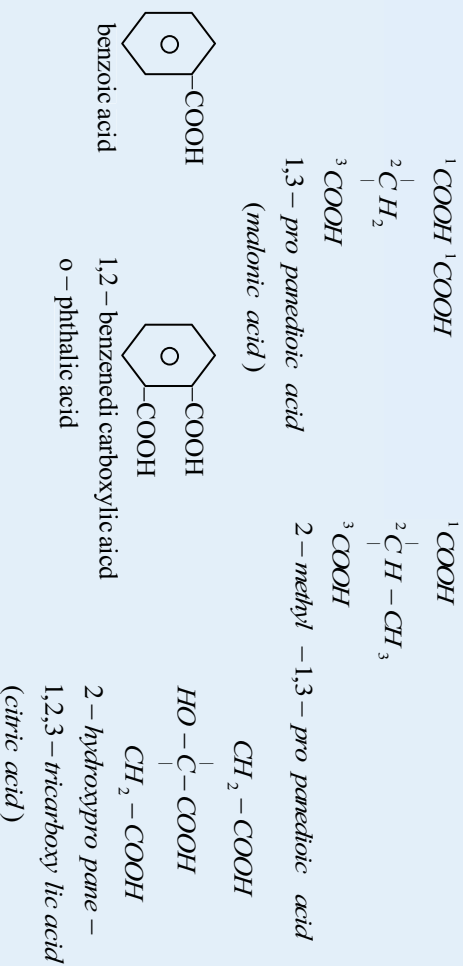 ¹COOH ¹COOH
|
²CH₂
|
³COOH
1,3 – pro panedioic acid
(malonic acid)
¹COOH
|
²CH – CH₃
|
³COOH
2 – methyl – 1,3 – pro panedioic acid
COOH
benzoic acid
COOH
COOH
1,2 – benzenedi carboxylic aicd
o – phthalic acid
CH₂ – COOH
|
HO – C – COOH
|
CH₂ – COOH
2 – hydroxypro pane –
1,2,3 – tricarboxy lic acid
(citric acid)